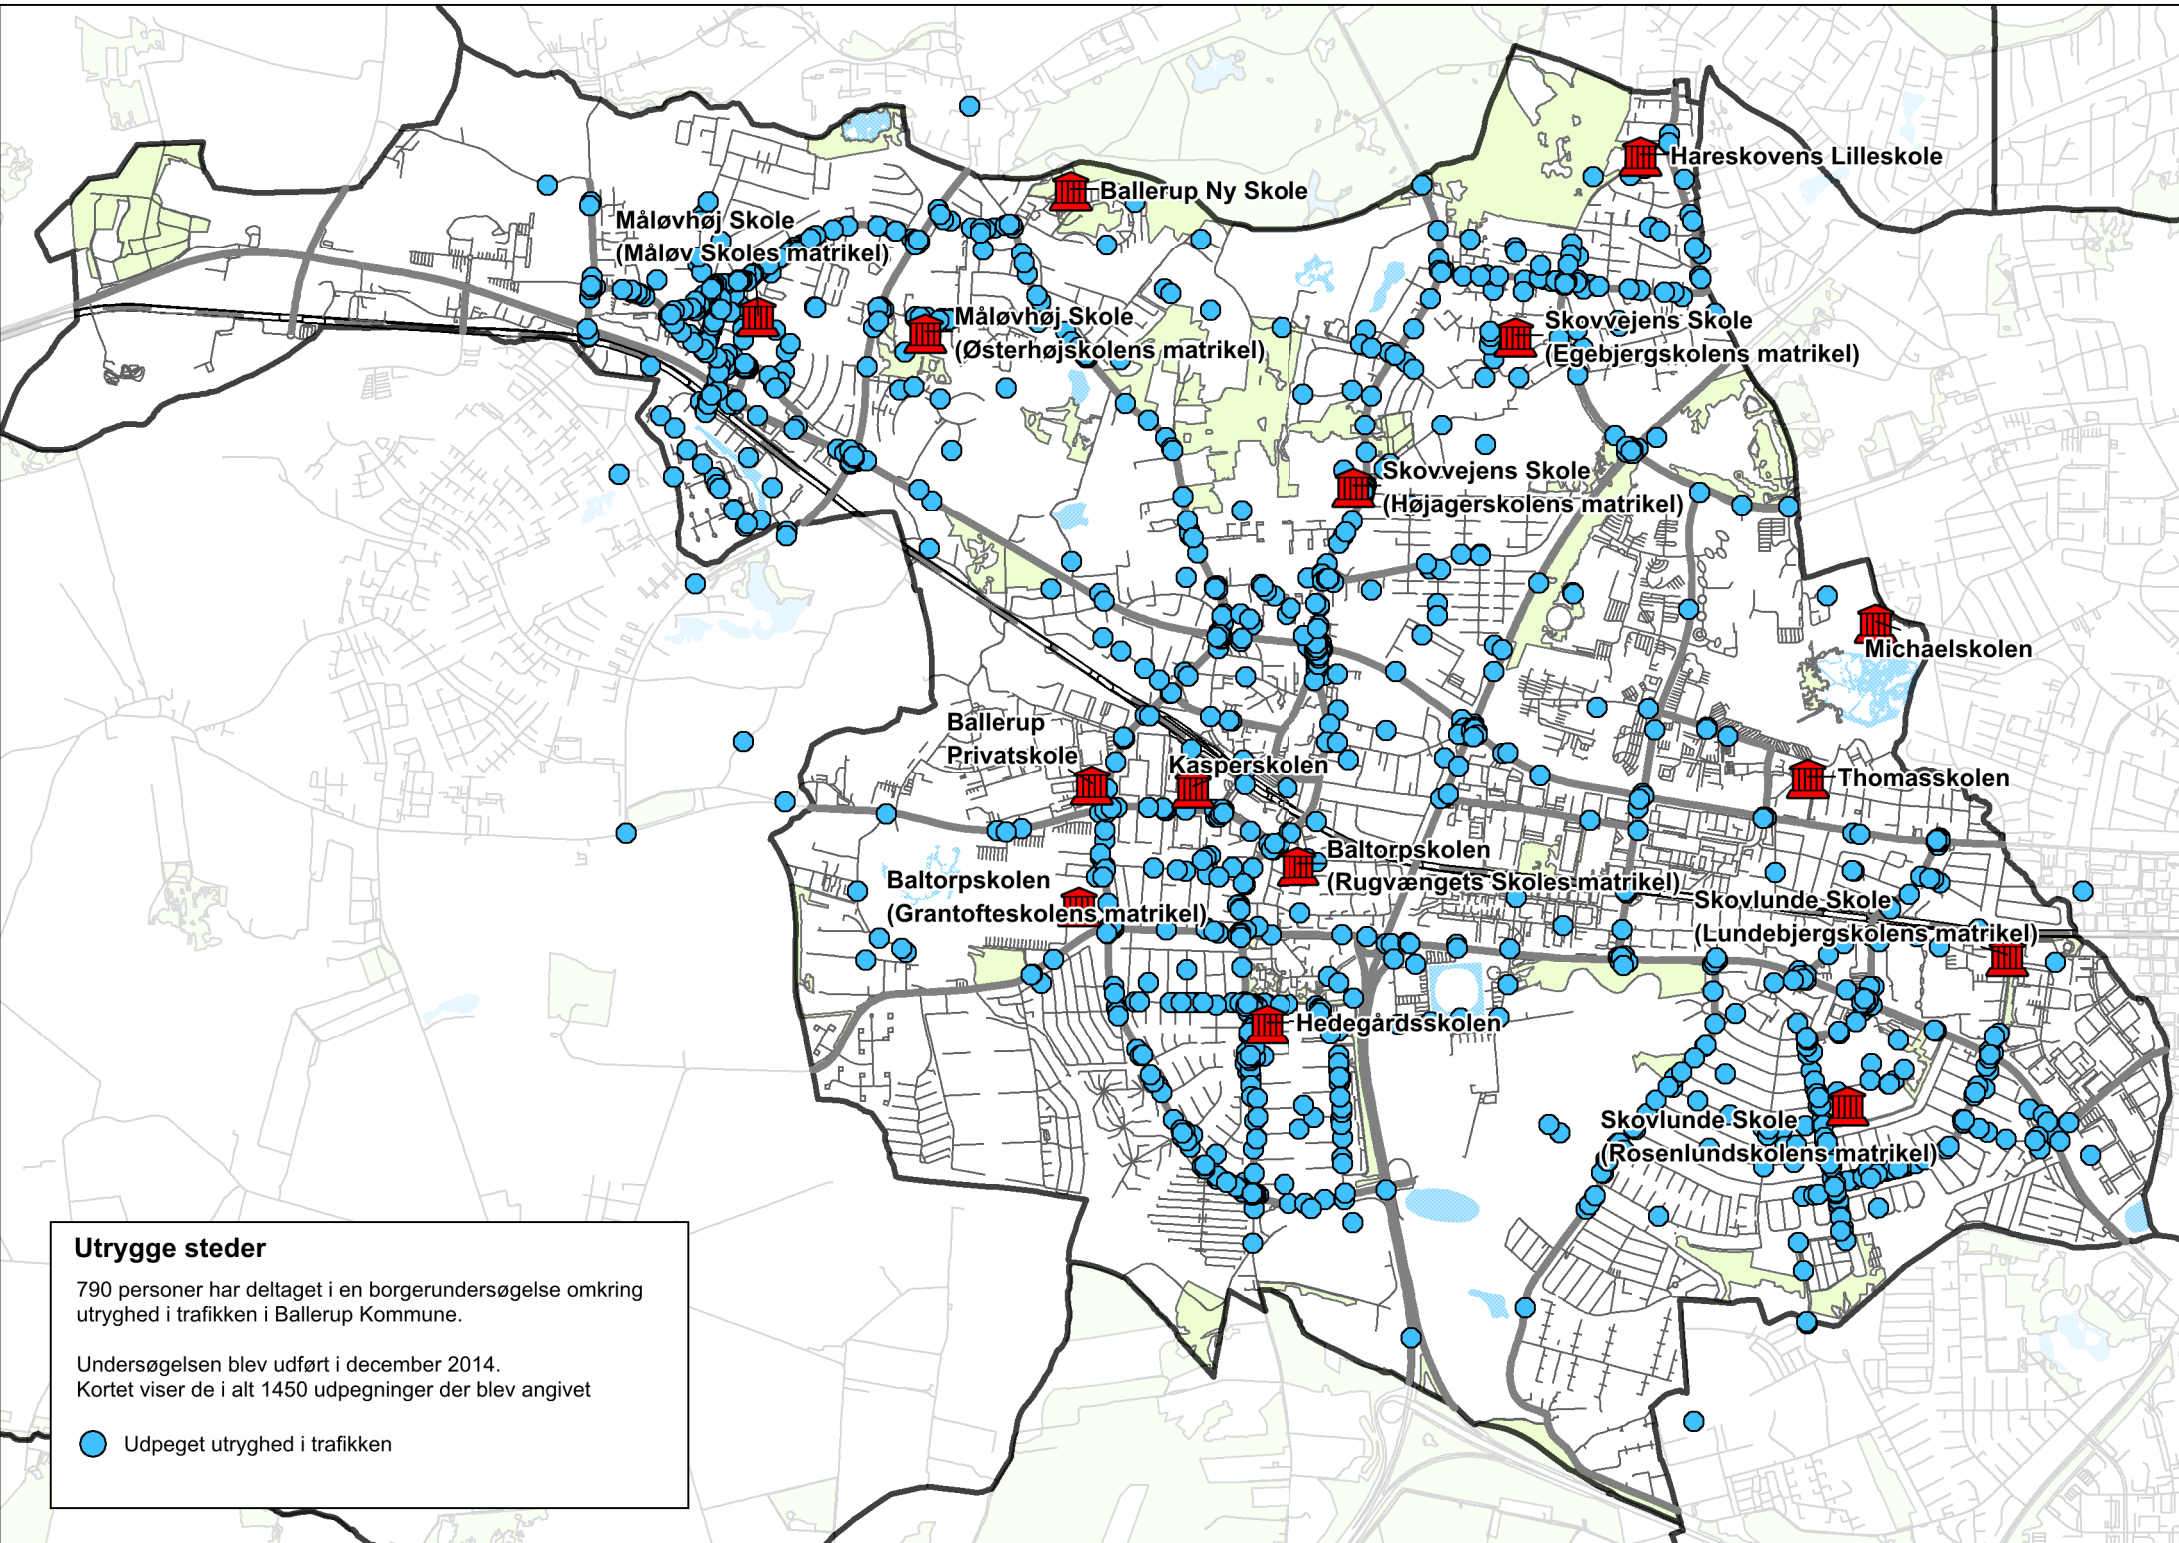 Hareskovens Lilleskole
Ballerup Ny Skole
Måløvhøj Skole
(Måløv Skoles matrikel)
Måløvhøj Skole
(Østerhøjskolens matrikel)
Skovvejens Skole
(Egebjergskolens matrikel)
Skovvejens Skole
(Højagerskolens matrikel)
Michaelskolen
Ballerup
Privatskole
Kasperskolen
Thomasskolen
Baltorpskolen
(Rugvængets Skoles matrikel)
Baltorpskolen
(Grantofteskolens matrikel)
Skovlunde Skole
(Lundebjergskolens matrikel)
Hedegårdsskolen
Skovlunde Skole
(Rosenlundskolens matrikel)
Utrygge steder
790 personer har deltaget i en borgerundersøgelse omkring
utryghed i trafikken i Ballerup Kommune.
Undersøgelsen blev udført i december 2014.
Kortet viser de i alt 1450 udpegninger der blev angivet
Udpeget utryghed i trafikken